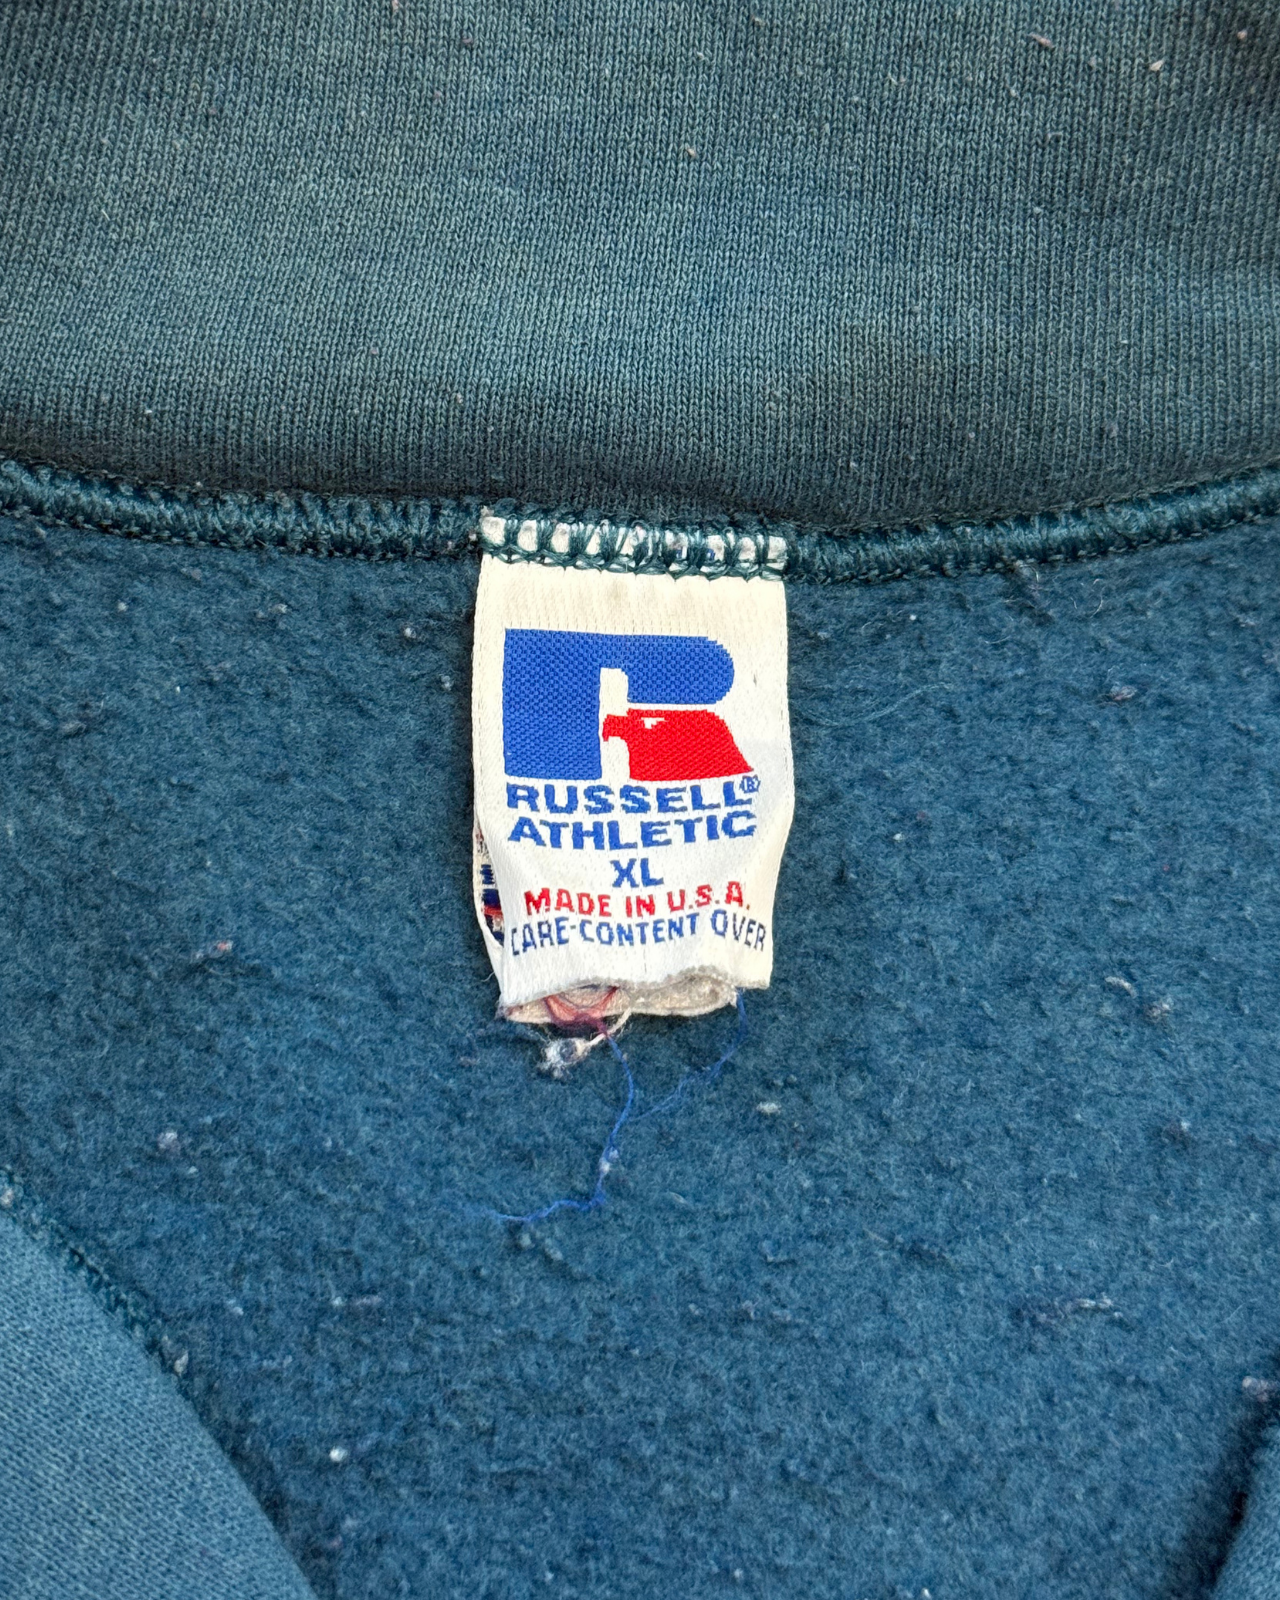 RUSSELL®
ATHLETIC
XL
MADE IN U.S.A.
CARE-CONTENT OVER